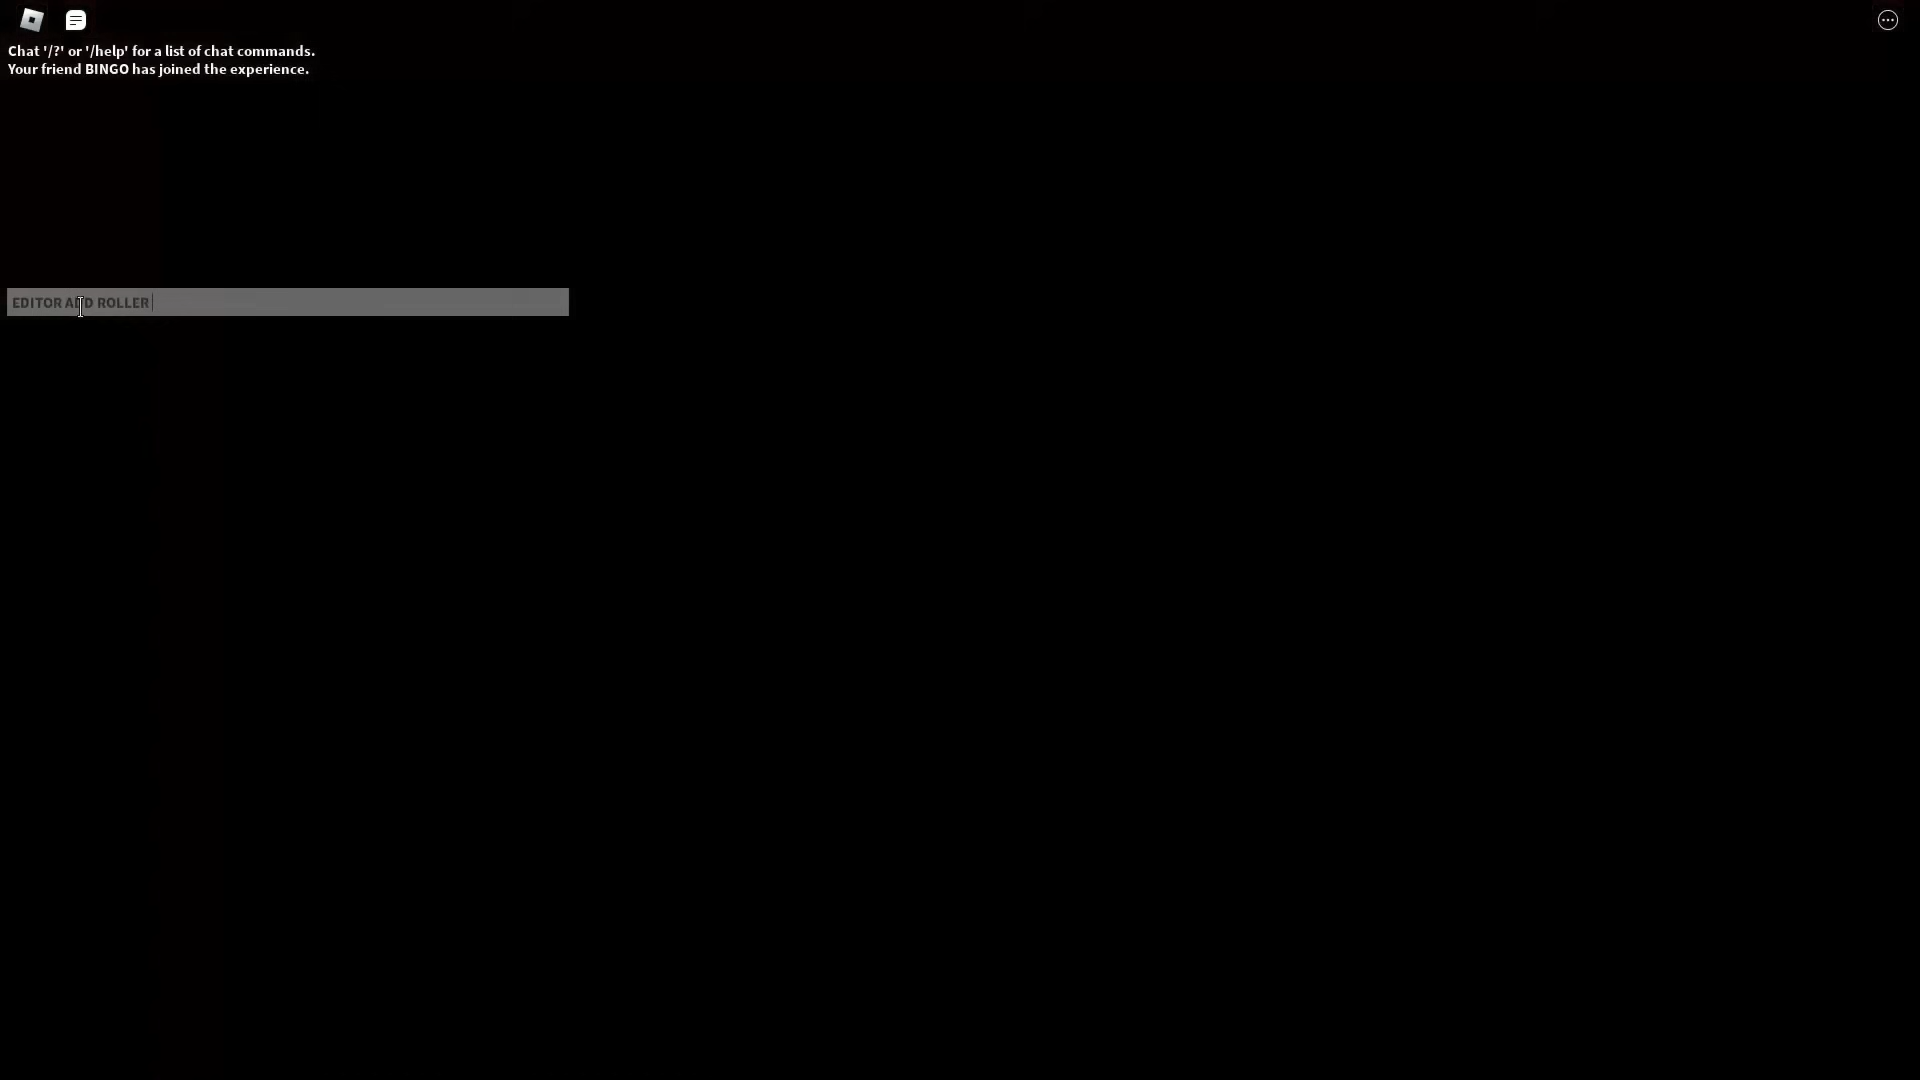 Chat '/?' or '/help' for a list of chat commands.
Your friend BINGO has joined the experience.
EDITOR AND ROLLER